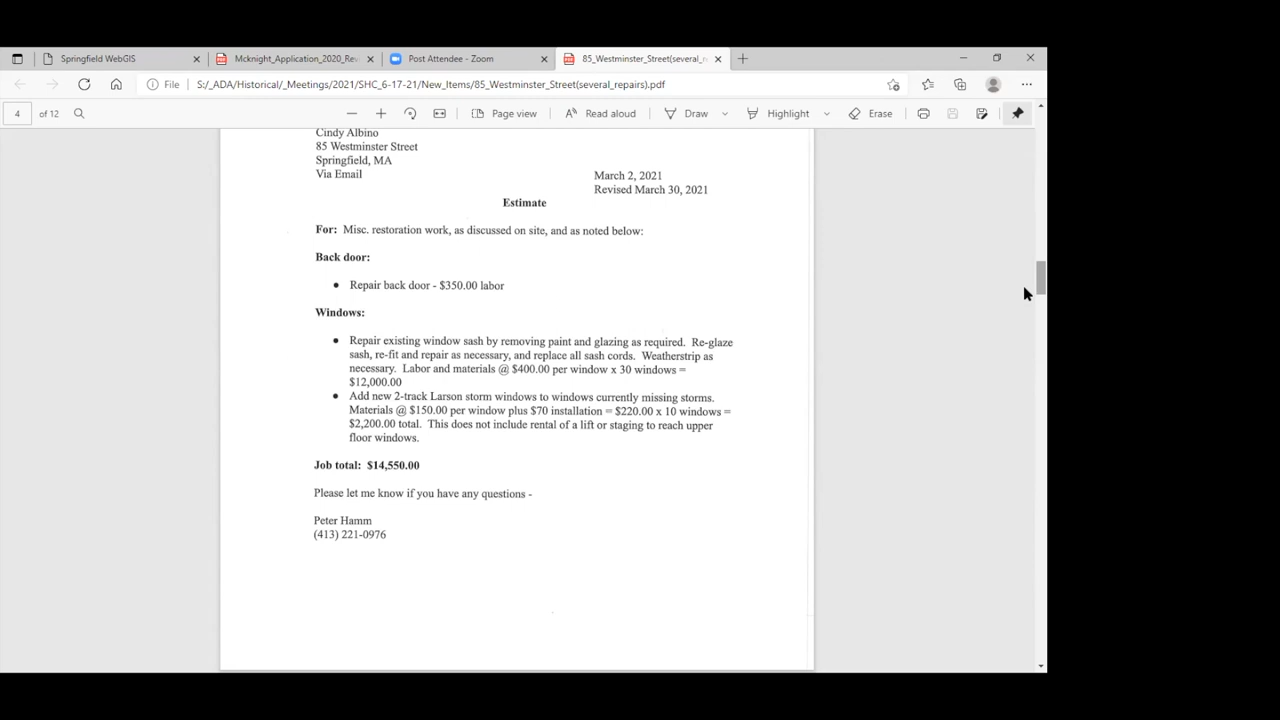 Springfield WebGIS
Mcknight_Application_2020_Re
Post Attendee - Zoom
85_Westminster_Street(several_r
File
S:/_ADA/Historical/_Meetings/2021/SHC_6-17-21/New_Items/85_Westminster_Street(several_repairs).pdf
4 of 12
Page view
Read aloud
Draw
Highlight
Erase
Cindy Albino
85 Westminster Street
Springfield, MA
Via Email
March 2, 2021
Revised March 30, 2021
Estimate
For: Misc. restoration work, as discussed on site, and as noted below:
Back door:
• Repair back door - $350.00 labor
Windows:
• Repair existing window sash by removing paint and glazing as required. Re-glaze
sash, re-fit and repair as necessary, and replace all sash cords. Weatherstrip as
necessary. Labor and materials @ $400.00 per window x 30 windows =
$12,000.00
• Add new 2-track Larson storm windows to windows currently missing storms.
Materials @ $150.00 per window plus $70 installation = $220.00 x 10 windows =
$2,200.00 total. This does not include rental of a lift or staging to reach upper
floor windows.
Job total: $14,550.00
Please let me know if you have any questions -
Peter Hamm
(413) 221-0976